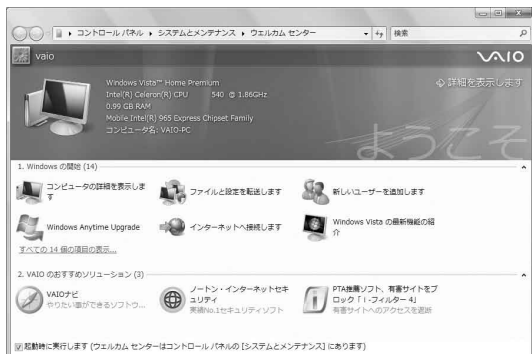 コントロール パネル ▸ システムとメンテナンス ▸ ウェルカム センター
検索
vaio
VAIO
Windows Vista™ Home Premium
詳細を表示します
Intel(R) Celeron(R) CPU 540 @ 1.86GHz
0.99 GB RAM
Mobile Intel(R) 965 Express Chipset Family
コンピュータ名: VAIO-PC
ようこそ
1. Windows の開始 (14)
コンピュータの詳細を表示しま
す
ファイルと設定を転送します
新しいユーザーを追加します
Windows Anytime Upgrade
インターネットへ接続します
Windows Vista の最新機能の紹
介
すべての 14 個の項目の表示...
2. VAIO のおすすめソリューション (3)
VAIOナビ
やりたい事ができるソフトウ...
ノートン・インターネットセキ
ュリティ
実績No.1セキュリティソフト
PTA推薦ソフト、有害サイトをブ
ロック「ｉ-フィルター 4」
有害サイトへのアクセスを遮断
起動時に実行します (ウェルカム センターはコントロール パネルの [システムとメンテナンス] にあります)